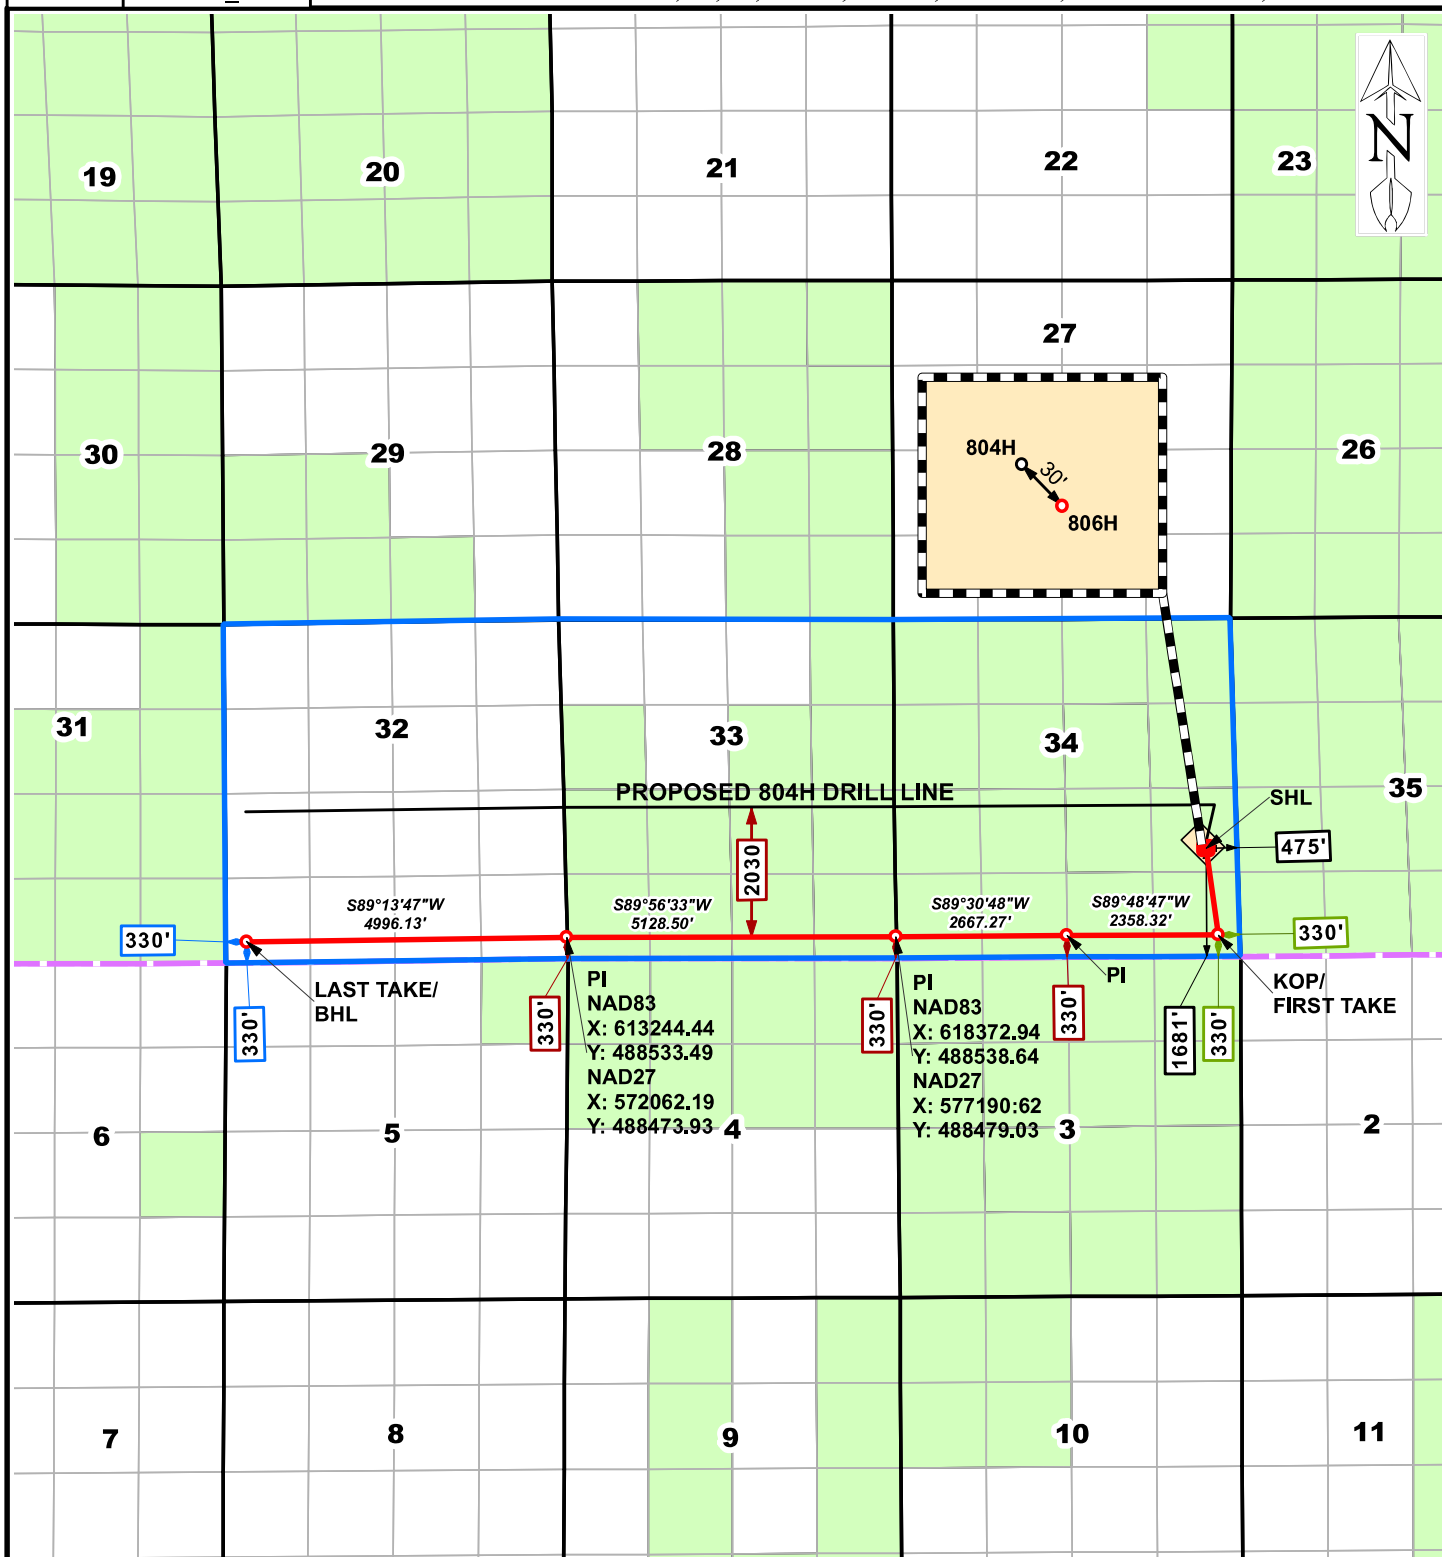 N
19
20
21
22
23
27
30
29
28
26
804H
30'
806H
31
32
33
34
35
PROPOSED 804H DRILL LINE
SHL
475'
2030
S89°13'47"W
4996.13'
S89°56'33"W
5128.50'
S89°30'48"W
2667.27'
S89°48'47"W
2358.32'
330'
330'
LAST TAKE/
BHL
330'
330'
PI
NAD83
X: 613244.44
Y: 488533.49
NAD27
X: 572062.19
Y: 488473.93
330'
PI
NAD83
X: 618372.94
Y: 488538.64
NAD27
X: 577190:62
Y: 488479.03
330'
PI
1681'
330'
KOP/
FIRST TAKE
6
5
4
3
2
7
8
9
10
11